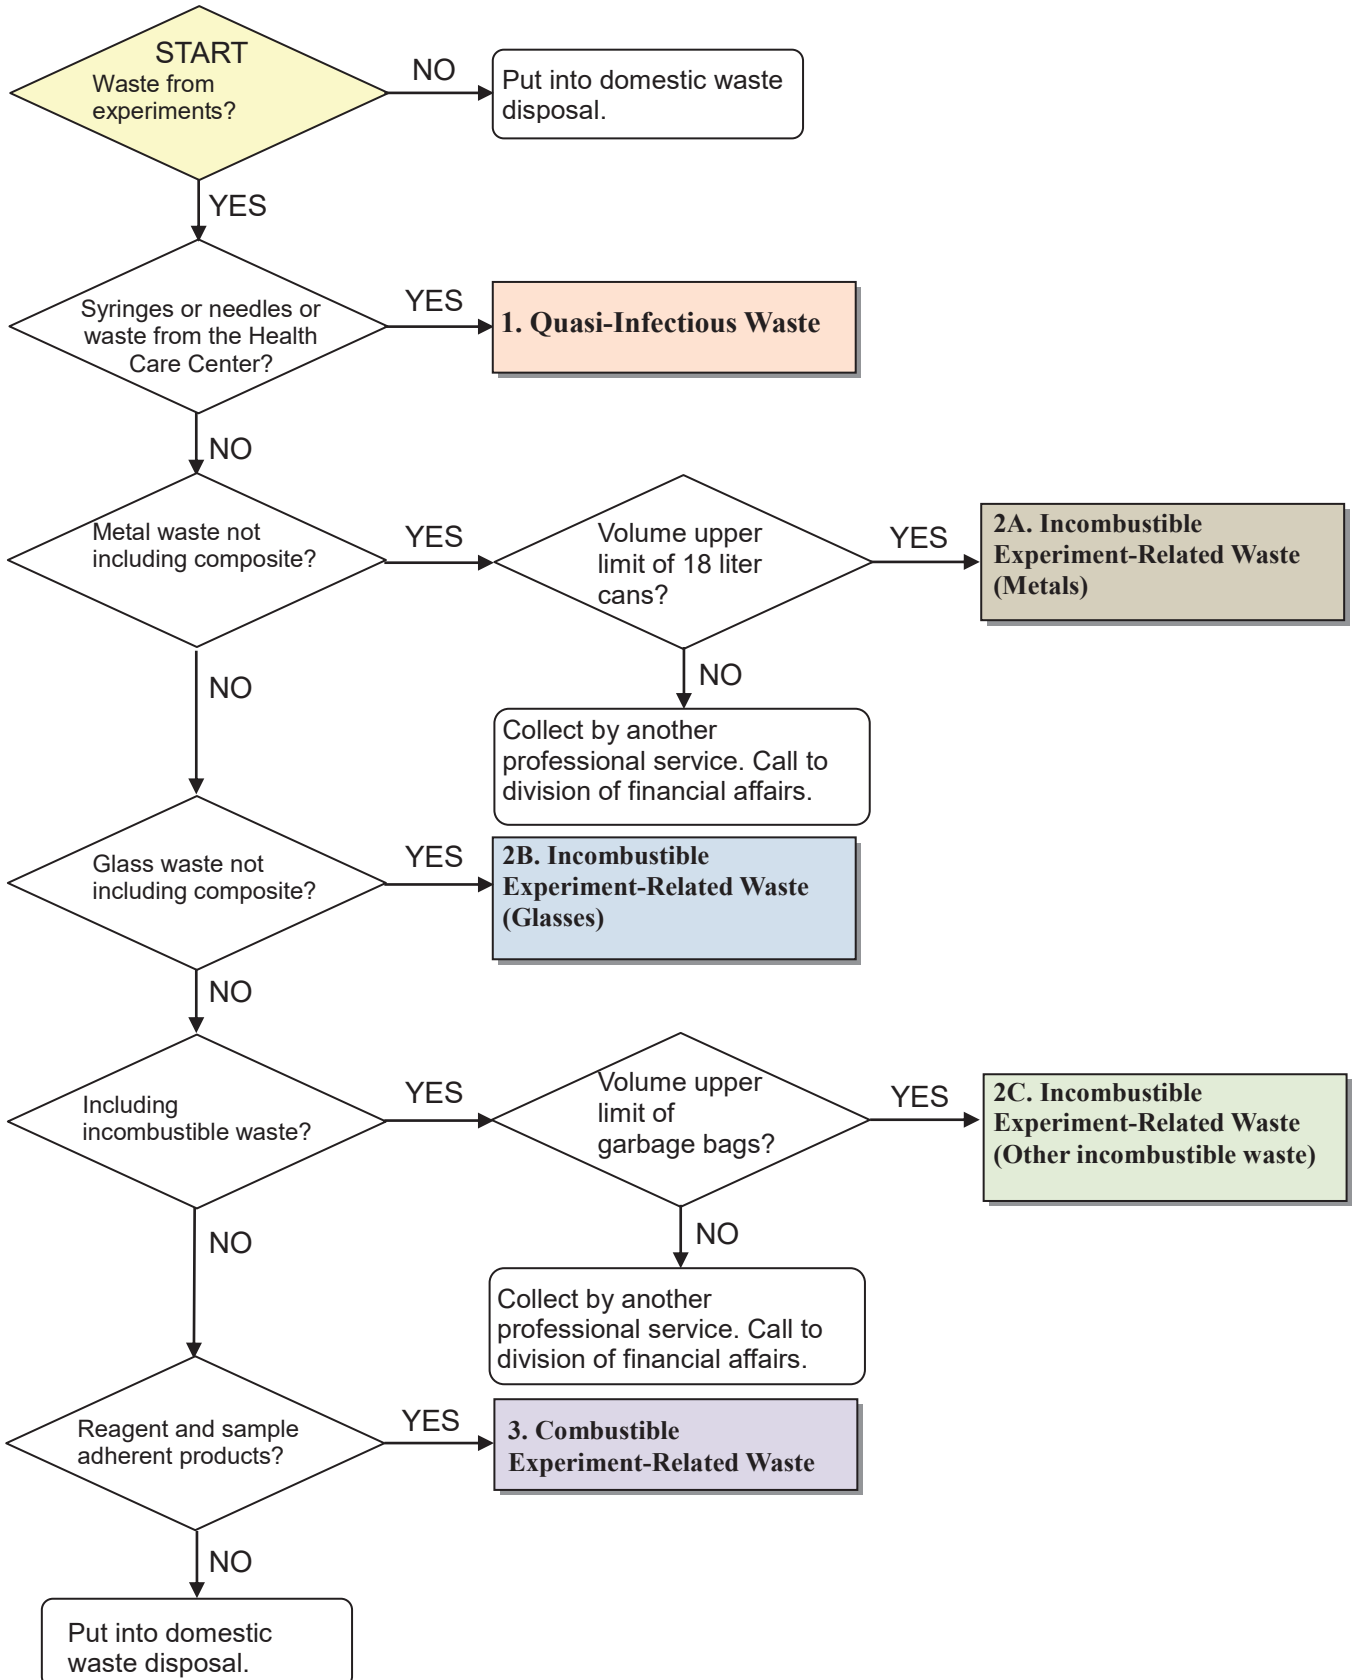 START
Waste from
experiments?
NO
Put into domestic waste
disposal.
YES
Syringes or needles or
waste from the Health
Care Center?
YES
1. Quasi-Infectious Waste
NO
Metal waste not
including composite?
YES
Volume upper
limit of 18 liter
cans?
YES
2A. Incombustible
Experiment-Related Waste
(Metals)
NO
NO
Collect by another
professional service. Call to
division of financial affairs.
Glass waste not
including composite?
YES
2B. Incombustible
Experiment-Related Waste
(Glasses)
NO
Including
incombustible waste?
YES
Volume upper
limit of
garbage bags?
YES
2C. Incombustible
Experiment-Related Waste
(Other incombustible waste)
NO
NO
Collect by another
professional service. Call to
division of financial affairs.
Reagent and sample
adherent products?
YES
3. Combustible
Experiment-Related Waste
NO
Put into domestic
waste disposal.